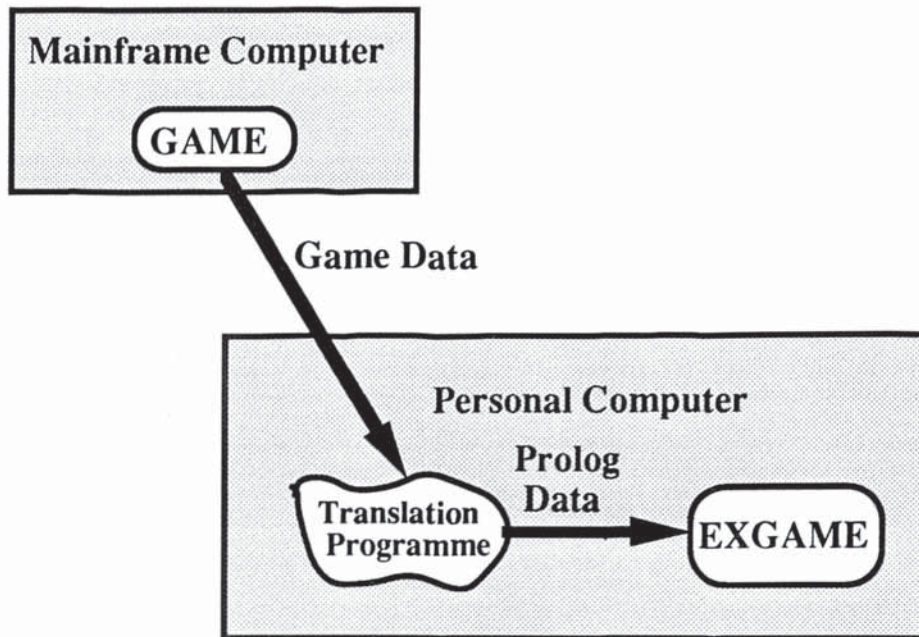 Mainframe Computer
GAME
Game Data
Personal Computer
Prolog
Data
Translation
Programme
EXGAME